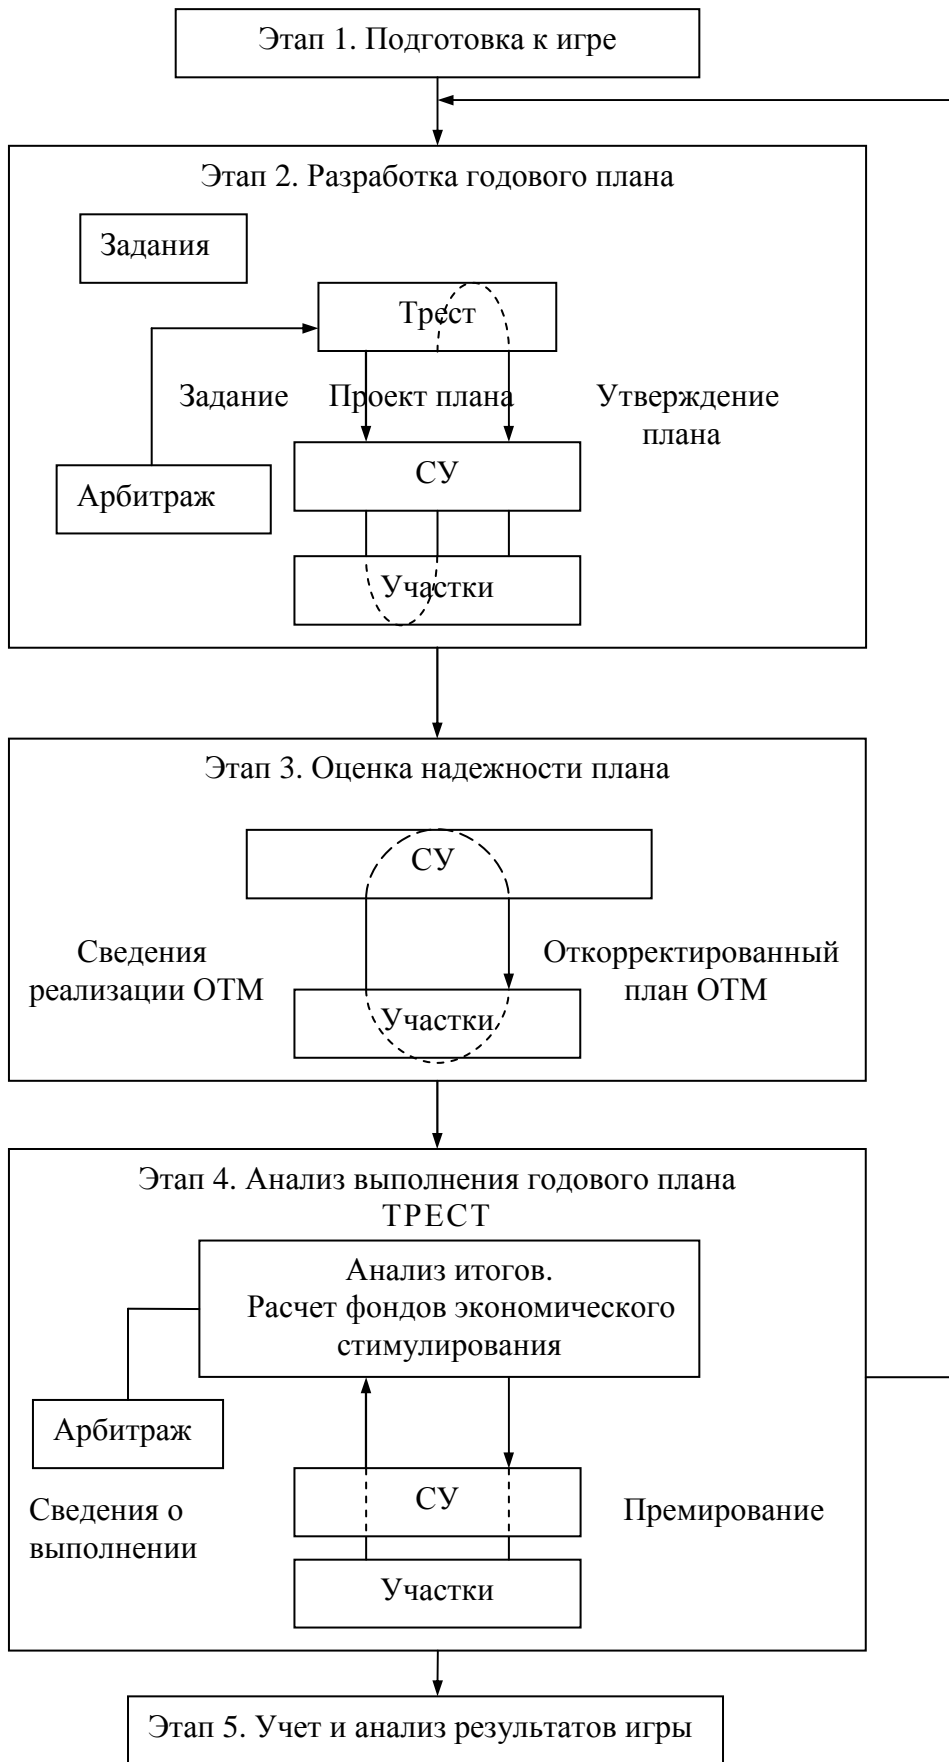 Этап 1. Подготовка к игре
Этап 2. Разработка годового плана
Задания
Трест
Задание
Проект плана
Утверждение
плана
СУ
Арбитраж
Участки
Этап 3. Оценка надежности плана
СУ
Сведения
реализации ОТМ
Откорректированный
план ОТМ
Участки
Этап 4. Анализ выполнения годового плана
ТРЕСТ
Анализ итогов.
Расчет фондов экономического
стимулирования
Арбитраж
СУ
Сведения о
выполнении
Премирование
Участки
Этап 5. Учет и анализ результатов игры